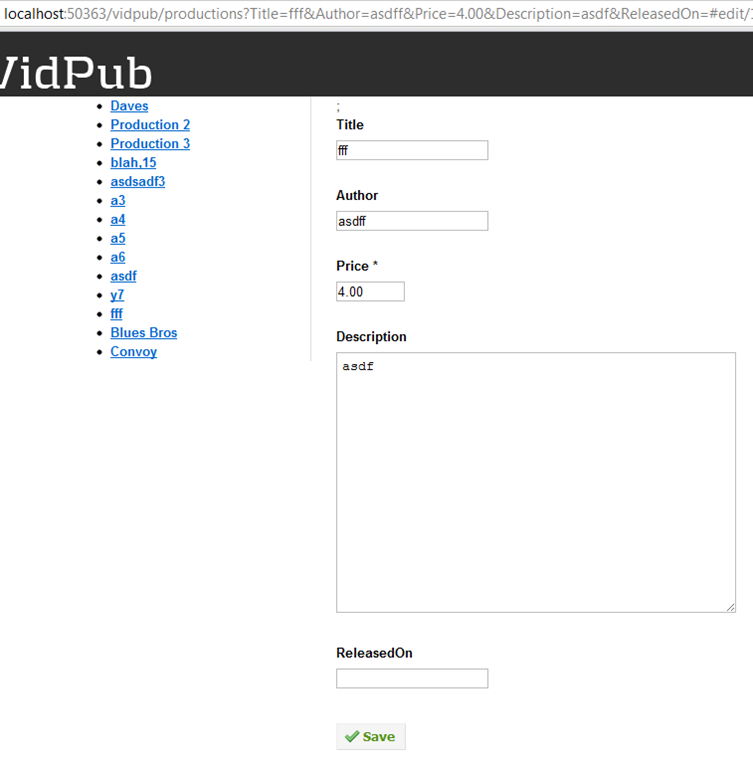 localhost:50363/vidpub/productions?Title=fff&Author=asdff&Price=4.00&Description=asdf&ReleasedOn=#edit/
VidPub
Daves
Production 2
Production 3
blah,15
asdsadf3
a3
a4
a5
a6
asdf
y7
fff
Blues Bros
Convoy
;
Title
fff
Author
asdff
Price *
4.00
Description
asdf
ReleasedOn
Save